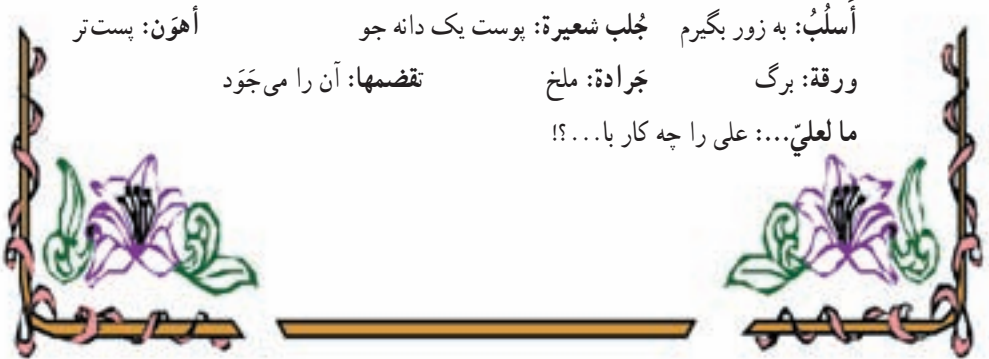 أَسلُبُ: به زور بگیرم جُلب شعیرة: پوست یک دانه جو أهوَن: پست‌تر
ورقة: برگ جَرادة: ملخ تقضمها: آن را می‌جَوَد
ما لعليّ...: علی را چه کار با...؟!